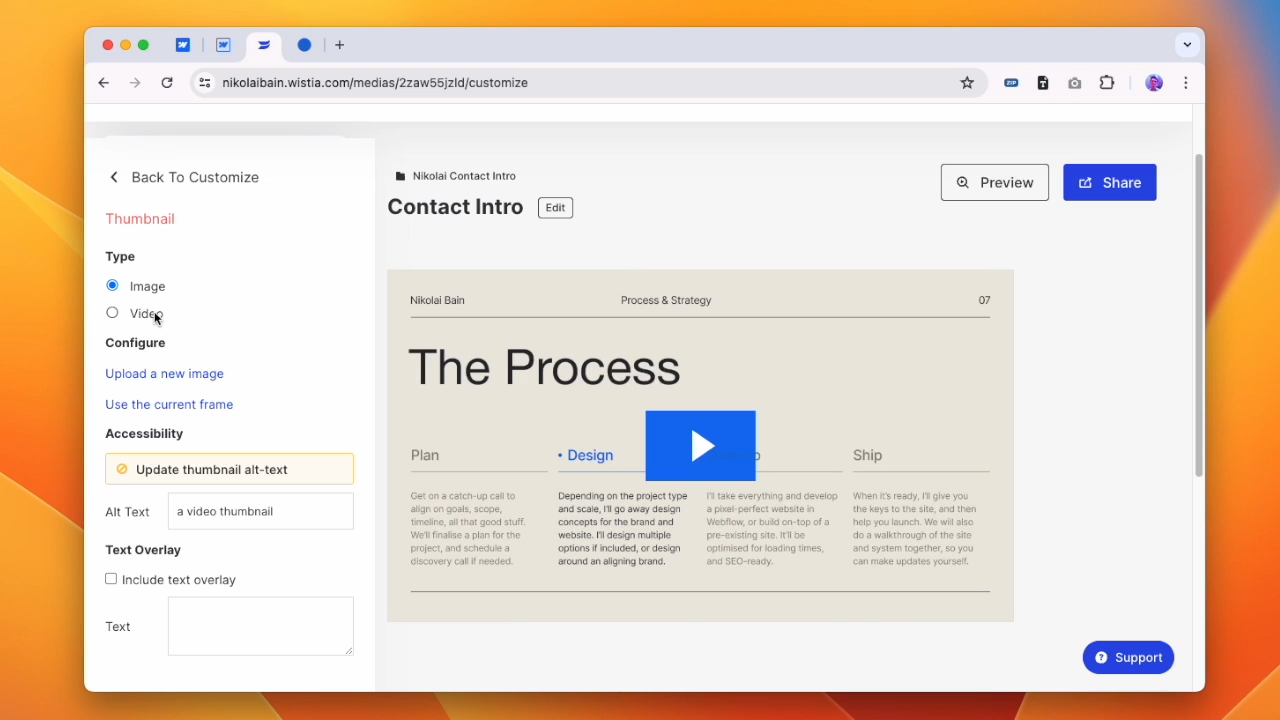 nikolaibain.wistia.com/medias/2zaw55jzld/customize
ZIP
T
Back To Customize
Thumbnail
Type
Image
Video
Configure
Upload a new image
Use the current frame
Accessibility
Update thumbnail alt-text
Alt Text
a video thumbnail
Text Overlay
Include text overlay
Text
Nikolai Contact Intro
Contact Intro
Edit
Preview
Share
Nikolai Bain
Process & Strategy
07
The Process
Plan
Get on a catch-up call to
align on goals, scope,
timeline, all that good stuff.
We'll finalise a plan for the
project, and schedule a
discovery call if needed.
• Design
Depending on the project type
and scale, I'll go away design
concepts for the brand and
website. I'll design multiple
options if included, or design
around an aligning brand.
I'll take everything and develop
a pixel-perfect website in
Webflow, or build on-top of a
pre-existing site. It'll be
optimised for loading times,
and SEO-ready.
Ship
When it's ready, I'll give you
the keys to the site, and then
help you launch. We will also
do a walkthrough of the site
and system together, so you
can make updates yourself.
Support